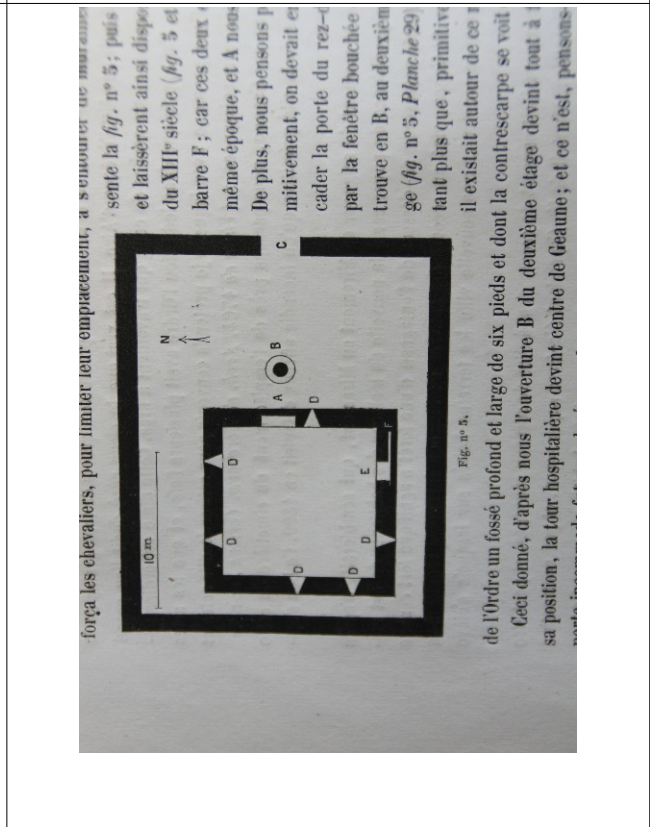 força les chevaliers, pour limiter leur emplacement, à s'entourer de
sente la fig. n° 5; puis
et laissèrent ainsi dispo
du XIIIe siècle (fig. 5 et
barre F; car ces deux
même époque, et A nous
De plus, nous pensons p
mitivement, on devait e
cader la porte du rez-d
par la fenêtre bouchée
trouve en B, au deuxièm
ge (fig. n° 5, Planche 29
tant plus que, primitive
il existait autour de ce
10 m
N
C
B
A
D
D
D
D
D
D
E
F
Fig. n° 5.
de l'Ordre un fossé profond et large de six pieds et dont la contrescarpe se voit
Ceci donné, d'après nous l'ouverture B du deuxième étage devint tout à
sa position, la tour hospitalière devint centre de Geaune; et ce n'est, pensons-